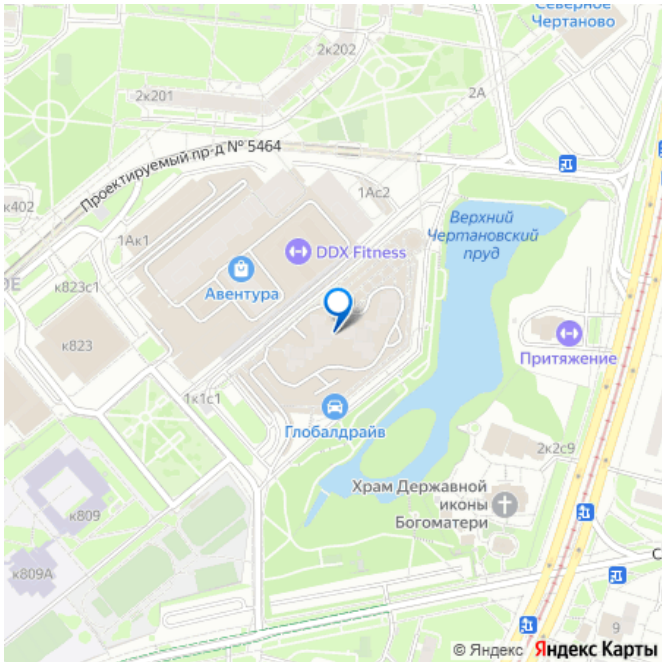 Северное
Чертаново
2к202
2к201
2А
Проектируемый пр-д № 5464
к402
1Ас2
1Ак1
Верхний
Чертановский
пруд
DDX Fitness
Авентура
к823с1
ОЕ
к823
Притяжение
1к1с1
Глобалдрайв
2к2с9
Храм Державной
иконы
Богоматери
к809
к809А
С
9
© Яндекс Яндекс Карты